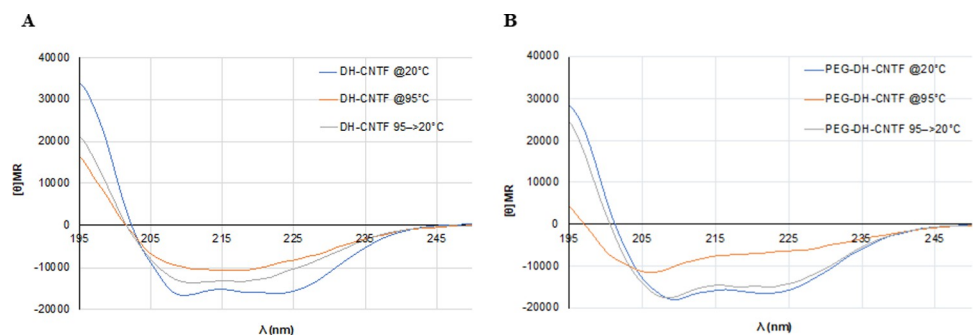 A
40000
30000
20000
10000
0
-10000
-20000
[θ]MR
195
205
215
225
235
245
λ (nm)
DH-CNTF @20°C
DH-CNTF @95°C
DH-CNTF 95-->20°C
B
40000
30000
20000
10000
0
-10000
-20000
[θ]MR
195
205
215
225
235
245
λ (nm)
PEG-DH-CNTF @20°C
PEG-DH-CNTF @95°C
PEG-DH-CNTF 95-->20°C